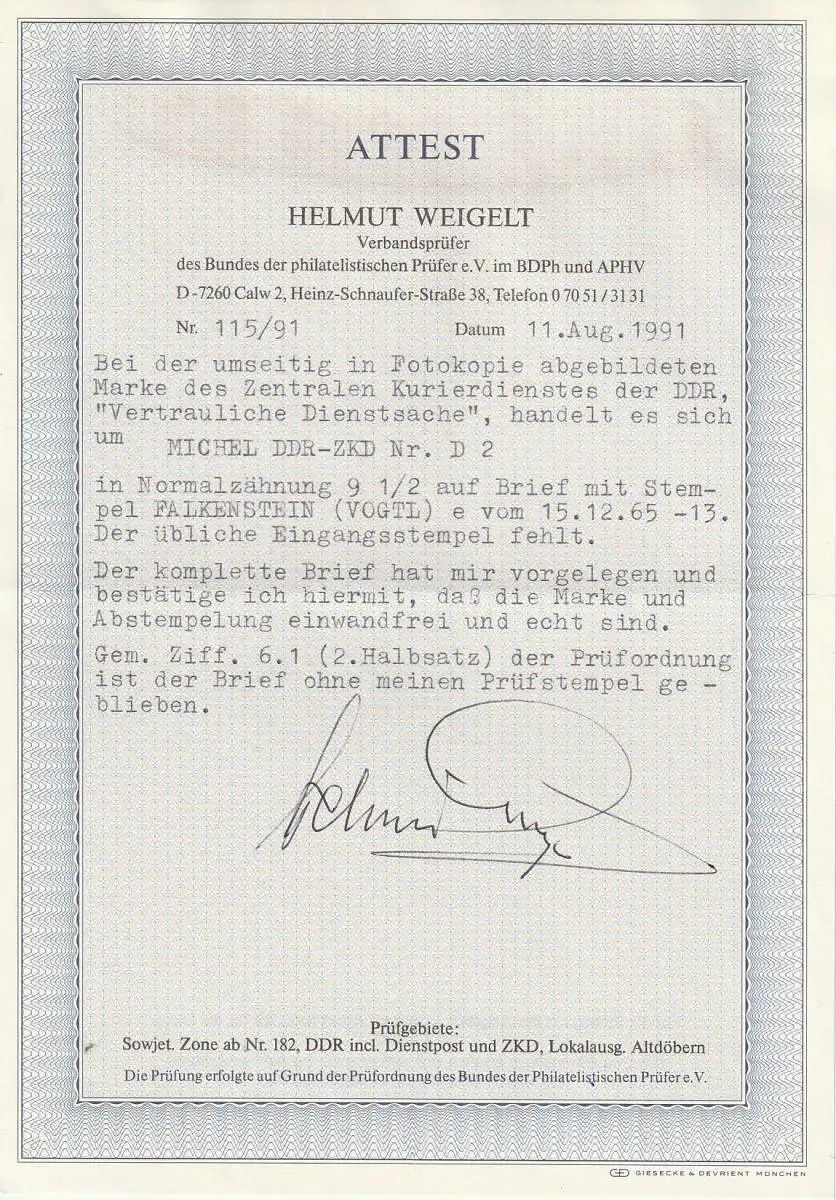 ATTEST
HELMUT WEIGELT
Verbandsprüfer
des Bundes der philatelistischen Prüfer e.V. im BDPh und APHV
D-7260 Calw 2, Heinz-Schnaufer-Straße 38, Telefon 0 70 51 / 31 31
Nr. 115/91 Datum 11.Aug.1991
Bei der umseitig in Fotokopie abgebildeten
Marke des Zentralen Kurierdienstes der DDR,
"Vertrauliche Dienstsache", handelt es sich
um MICHEL DDR-ZKD Nr. D 2
in Normalzähnung 9 1/2 auf Brief mit Stem-
pel FALKENSTEIN (VOGTL) e vom 15.12.65 -13.
Der übliche Eingangsstempel fehlt.
Der komplette Brief hat mir vorgelegen und
bestätige ich hiermit, daß die Marke und
Abstempelung einwandfrei und echt sind.
Gem. Ziff. 6.1 (2.Halbsatz) der Prüfordnung
ist der Brief ohne meinen Prüfstempel ge -
blieben.
Prüfgebiete:
Sowjet. Zone ab Nr. 182, DDR incl. Dienstpost und ZKD, Lokalausg. Altdöbern
Die Prüfung erfolgte auf Grund der Prüfordnung des Bundes der Philatelistischen Prüfer e.V.
GIESECKE & DEVRIENT MÜNCHEN